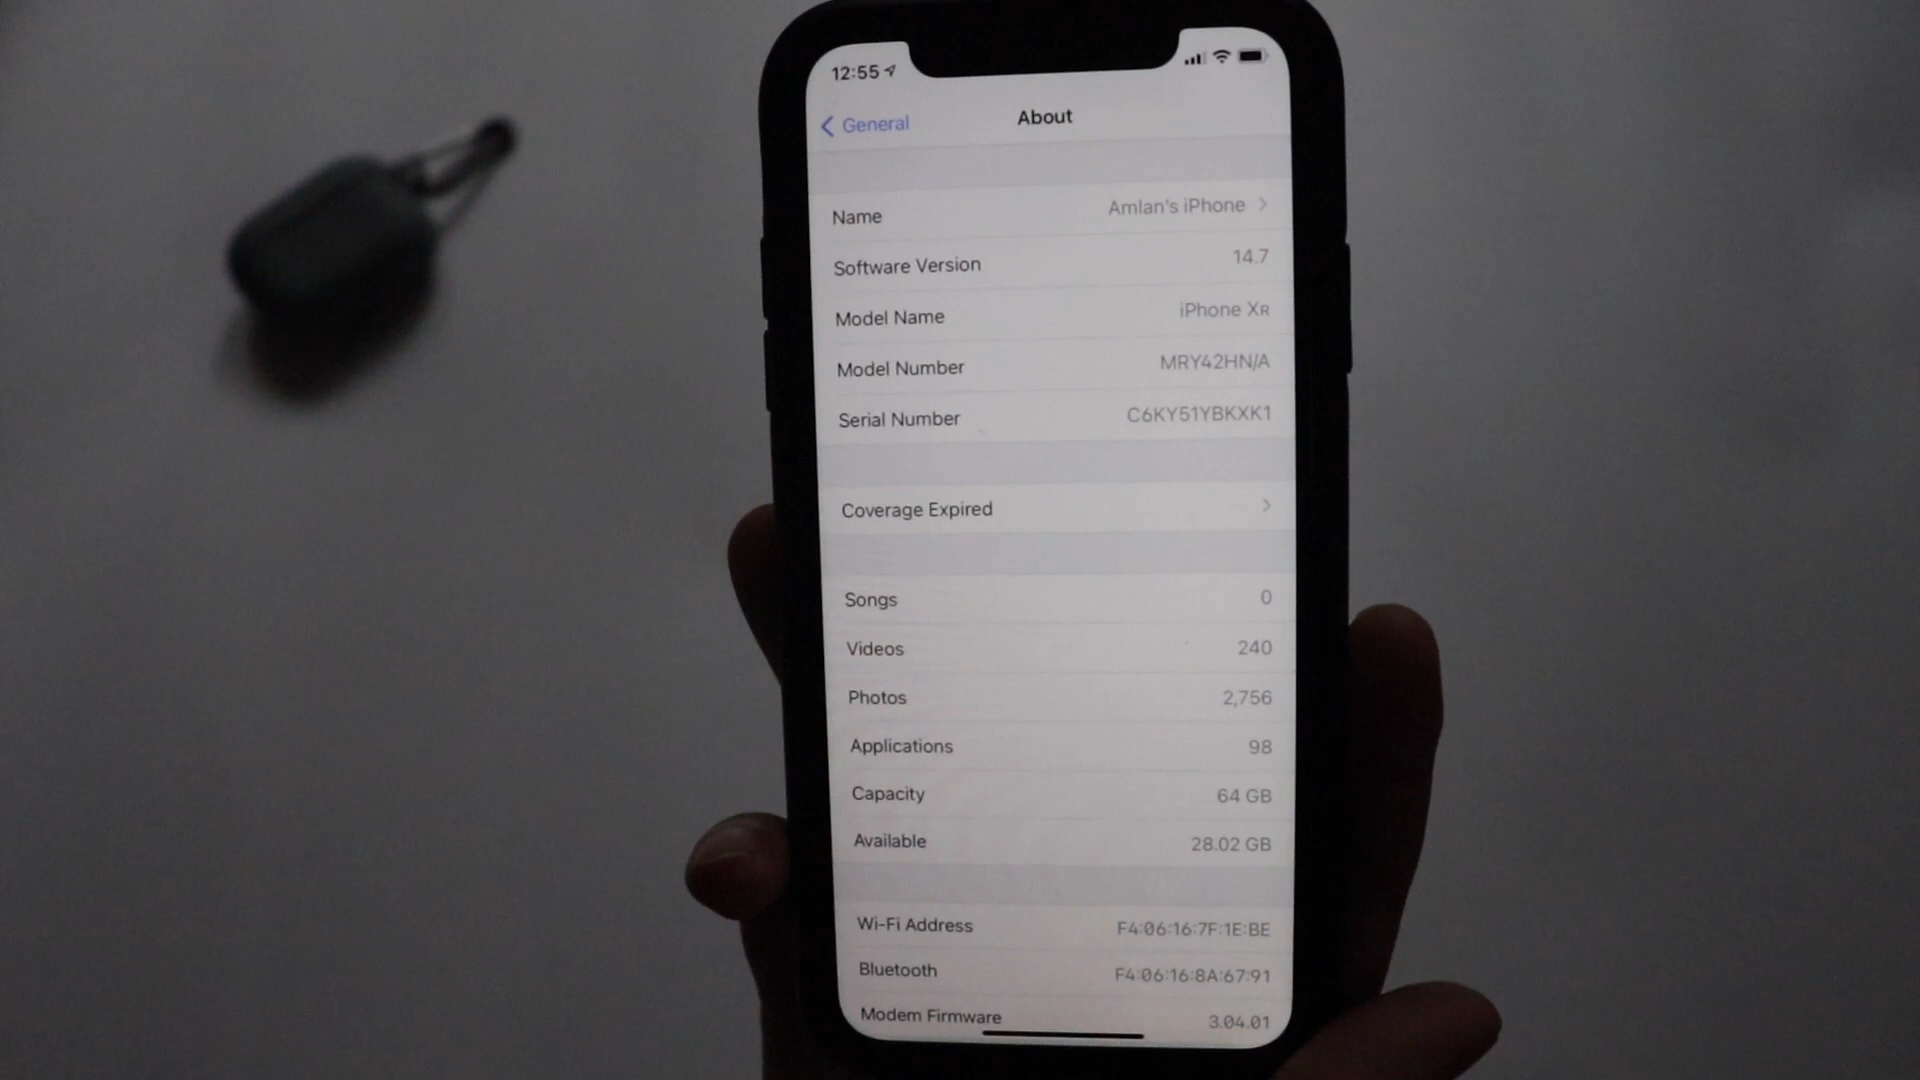 12:55
General
About
Name Amlan's iPhone
Software Version 14.7
Model Name iPhone XR
Model Number MRY42HN/A
Serial Number C6KY51YBKXK1
Coverage Expired
Songs 0
Videos 240
Photos 2,756
Applications 98
Capacity 64 GB
Available 28.02 GB
Wi-Fi Address F4:06:16:7F:1E:BE
Bluetooth F4:06:16:8A:67:91
Modem Firmware 3.04.01